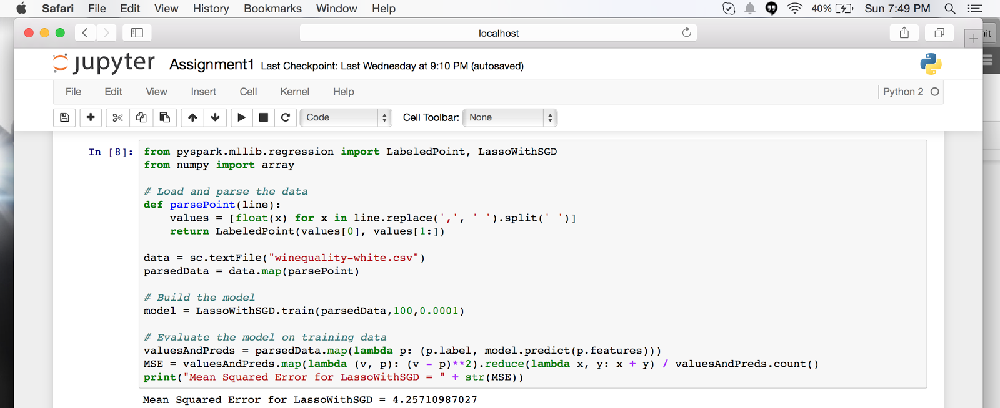 Safari File Edit View History Bookmarks Window Help 40% Sun 7:49 PM
localhost
jupyter Assignment1 Last Checkpoint: Last Wednesday at 9:10 PM (autosaved)
File Edit View Insert Cell Kernel Help Python 2
Code Cell Toolbar: None
In [8]: from pyspark.mllib.regression import LabeledPoint, LassoWithSGD
from numpy import array
# Load and parse the data
def parsePoint(line):
    values = [float(x) for x in line.replace(',', ' ').split(' ')]
    return LabeledPoint(values[0], values[1:])
data = sc.textFile("winequality-white.csv")
parsedData = data.map(parsePoint)
# Build the model
model = LassoWithSGD.train(parsedData,100,0.0001)
# Evaluate the model on training data
valuesAndPreds = parsedData.map(lambda p: (p.label, model.predict(p.features)))
MSE = valuesAndPreds.map(lambda (v, p): (v - p)**2).reduce(lambda x, y: x + y) / valuesAndPreds.count()
print("Mean Squared Error for LassoWithSGD = " + str(MSE))
Mean Squared Error for LassoWithSGD = 4.25710987027